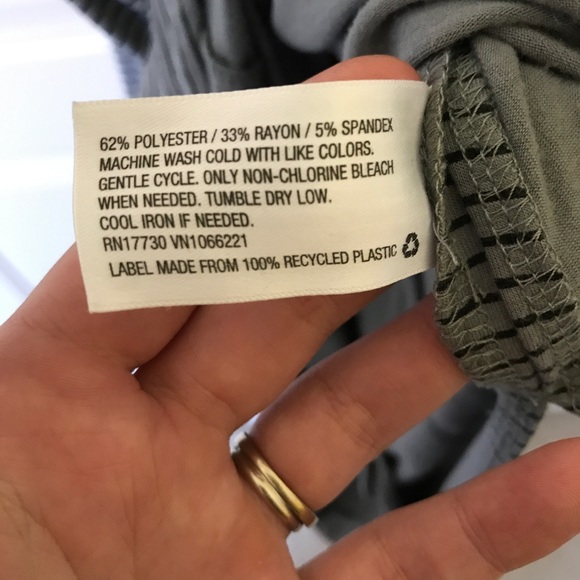 62% POLYESTER / 33% RAYON / 5% SPANDEX
MACHINE WASH COLD WITH LIKE COLORS.
GENTLE CYCLE. ONLY NON-CHLORINE BLEACH
WHEN NEEDED. TUMBLE DRY LOW.
COOL IRON IF NEEDED.
RN17730 VN1066221
LABEL MADE FROM 100% RECYCLED PLASTIC